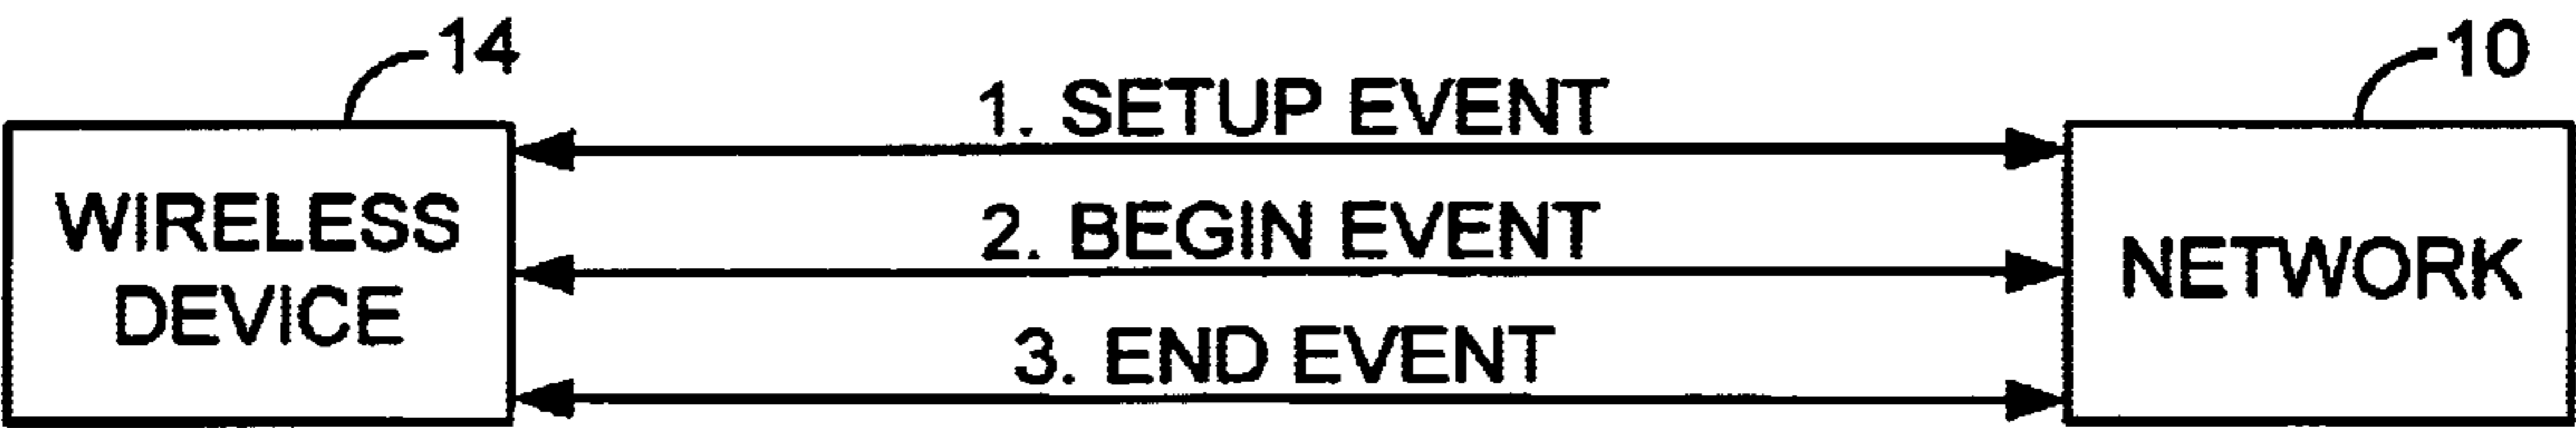 14
10
1. SETUP EVENT
WIRELESS
DEVICE
2. BEGIN EVENT
NETWORK
3. END EVENT